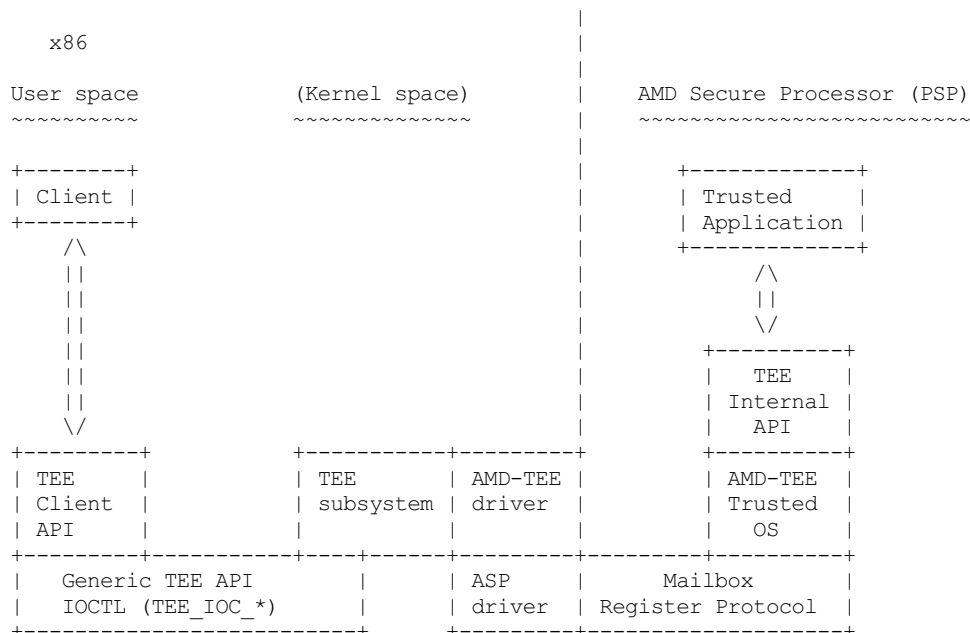 x86
User space (Kernel space) AMD Secure Processor (PSP)
~~~~~~~~~~ ~~~~~~~~~~~~~~ ~~~~~~~~~~~~~~~~~~~~~~~~~~
Client Trusted
Application
TEE
Internal
API
TEE TEE AMD-TEE AMD-TEE
Client subsystem driver Trusted
API OS
Generic TEE API ASP Mailbox
IOCTL (TEE_IOC_*) driver Register Protocol